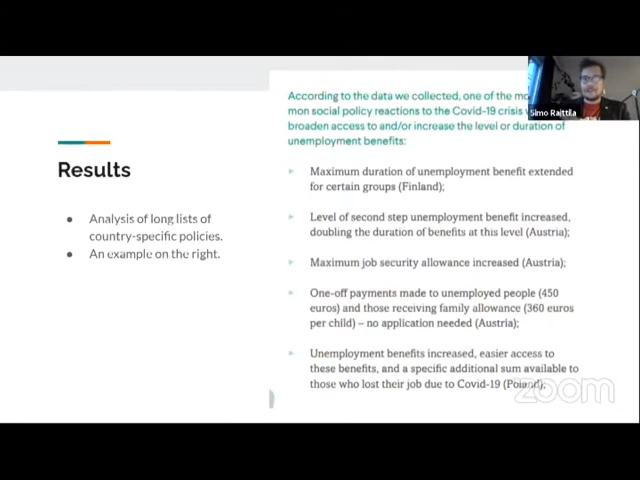 Results
● Analysis of long lists of
country-specific policies.
● An example on the right.
According to the data we collected, one of the
mon social policy reactions to the Covid-19 crisis
broaden access to and/or increase the level or duration of
unemployment benefits:
Maximum duration of unemployment benefit extended
for certain groups (Finland);
Level of second step unemployment benefit increased,
doubling the duration of benefits at this level (Austria);
Maximum job security allowance increased (Austria);
One-off payments made to unemployed people (450
euros) and those receiving family allowance (360 euros
per child) – no application needed (Austria);
Unemployment benefits increased, easier access to
these benefits, and a specific additional sum available to
those who lost their job due to Covid-19 (Poland);
Simo Raittila
zoom